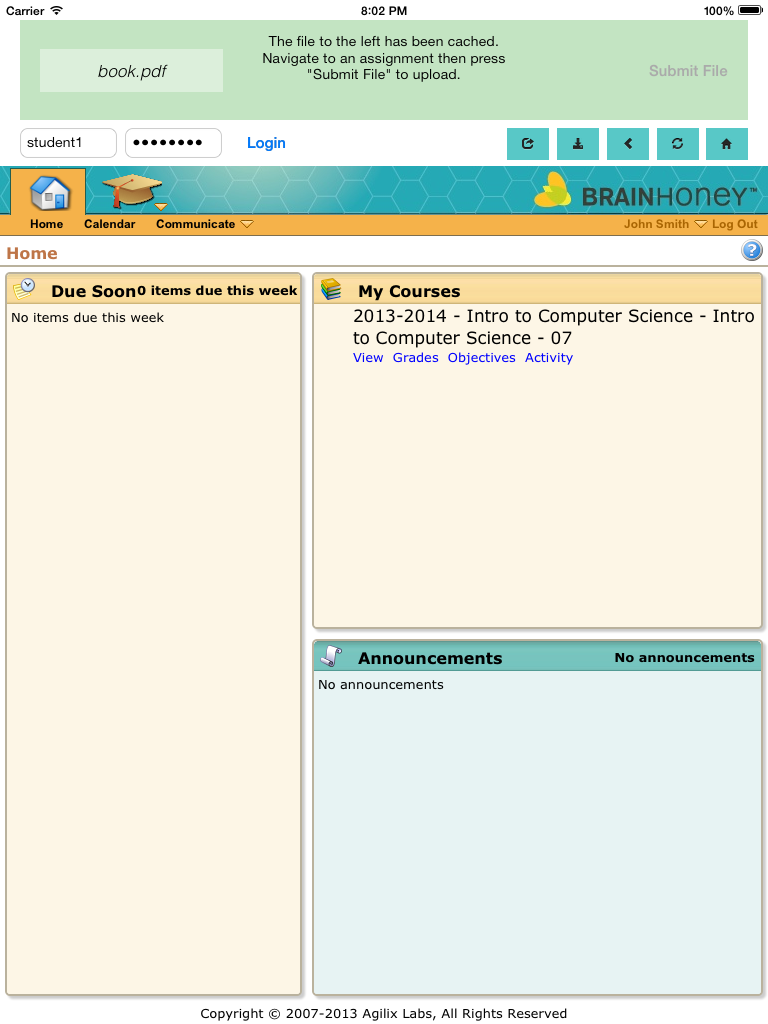 Carrier 8:02 PM 100%
book.pdf
The file to the left has been cached.
Navigate to an assignment then press
"Submit File" to upload.
Submit File
student1 •••••••• Login
BRAINHONEY™
Home Calendar Communicate John Smith Log Out
Home ?
Due Soon 0 items due this week
No items due this week
My Courses
2013-2014 - Intro to Computer Science - Intro
to Computer Science - 07
View Grades Objectives Activity
Announcements No announcements
No announcements
Copyright © 2007-2013 Agilix Labs, All Rights Reserved